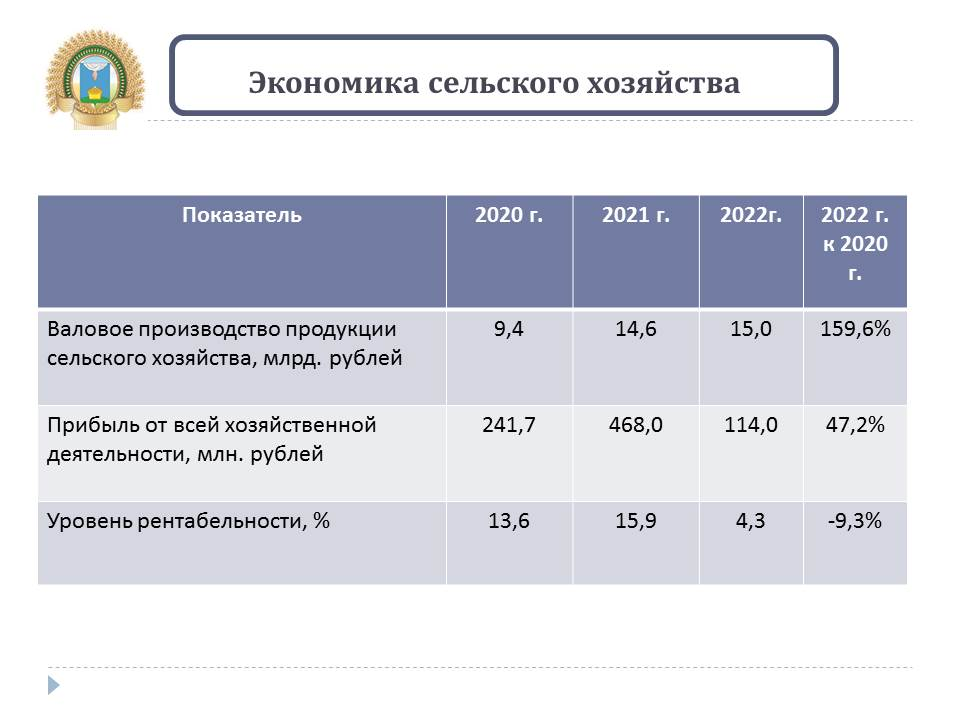 Экономика сельского хозяйства
Показатель 2020 г. 2021 г. 2022г. 2022 г.
к 2020
г.
Валовое производство продукции 9,4 14,6 15,0 159,6%
сельского хозяйства, млрд. рублей
Прибыль от всей хозяйственной 241,7 468,0 114,0 47,2%
деятельности, млн. рублей
Уровень рентабельности, % 13,6 15,9 4,3 -9,3%